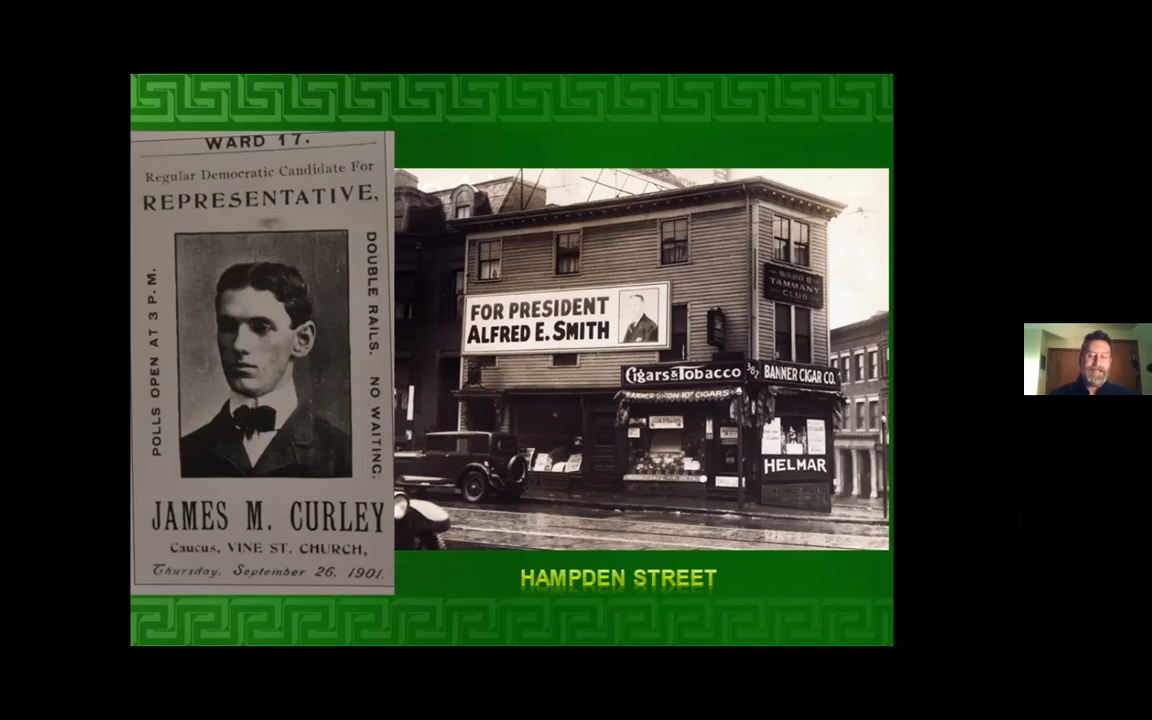 WARD 17.
Regular Democratic Candidate For
REPRESENTATIVE,
POLLS OPEN AT 3 P.M.
DOUBLE RAILS. NO WAITING.
JAMES M. CURLEY
Caucus, VINE ST. CHURCH,
Thursday, September 26, 1901.
FOR PRESIDENT
ALFRED E. SMITH
WARD 8
TAMMANY
CLUB
Cigars & Tobacco
382
BANNER CIGAR CO.
BANNER UNION 10¢ CIGARS
HELMAR
HAMPDEN STREET